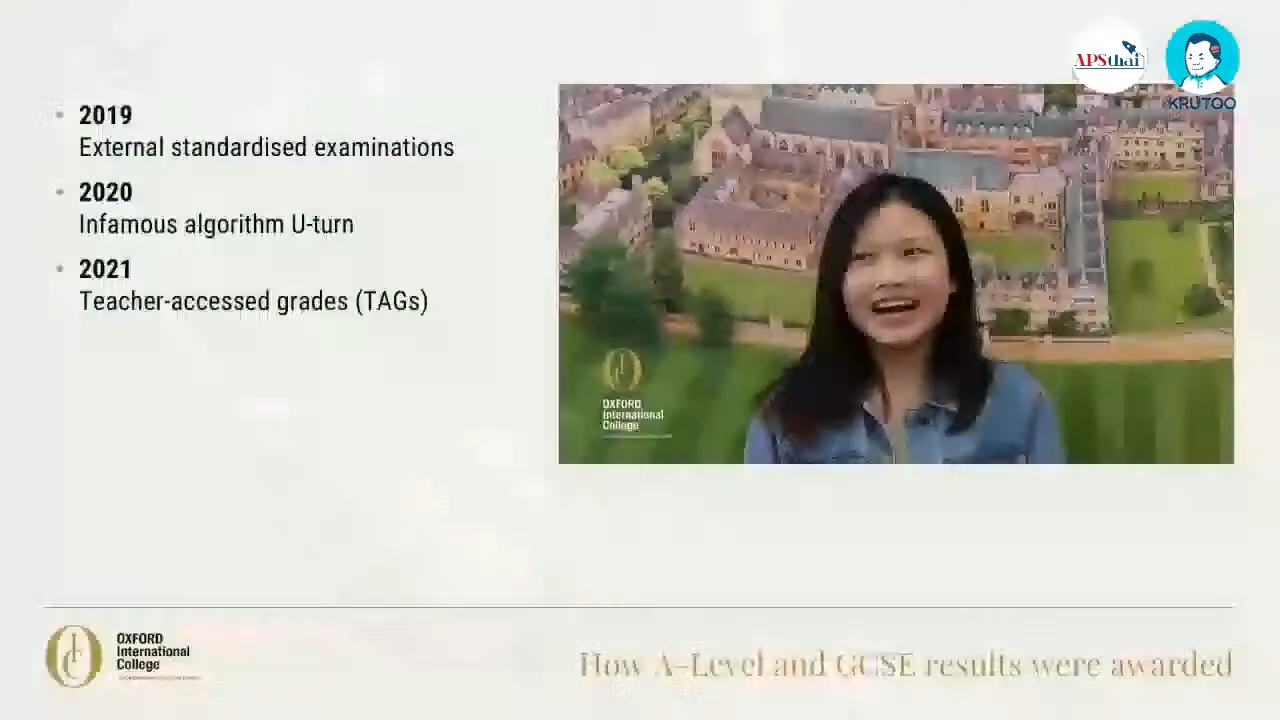 APSthai
KRUTOO
2019
External standardised examinations
2020
Infamous algorithm U-turn
2021
Teacher-accessed grades (TAGs)
OXFORD
International
College
OXFORD
International
College
How A-Level and GCSE results were awarded